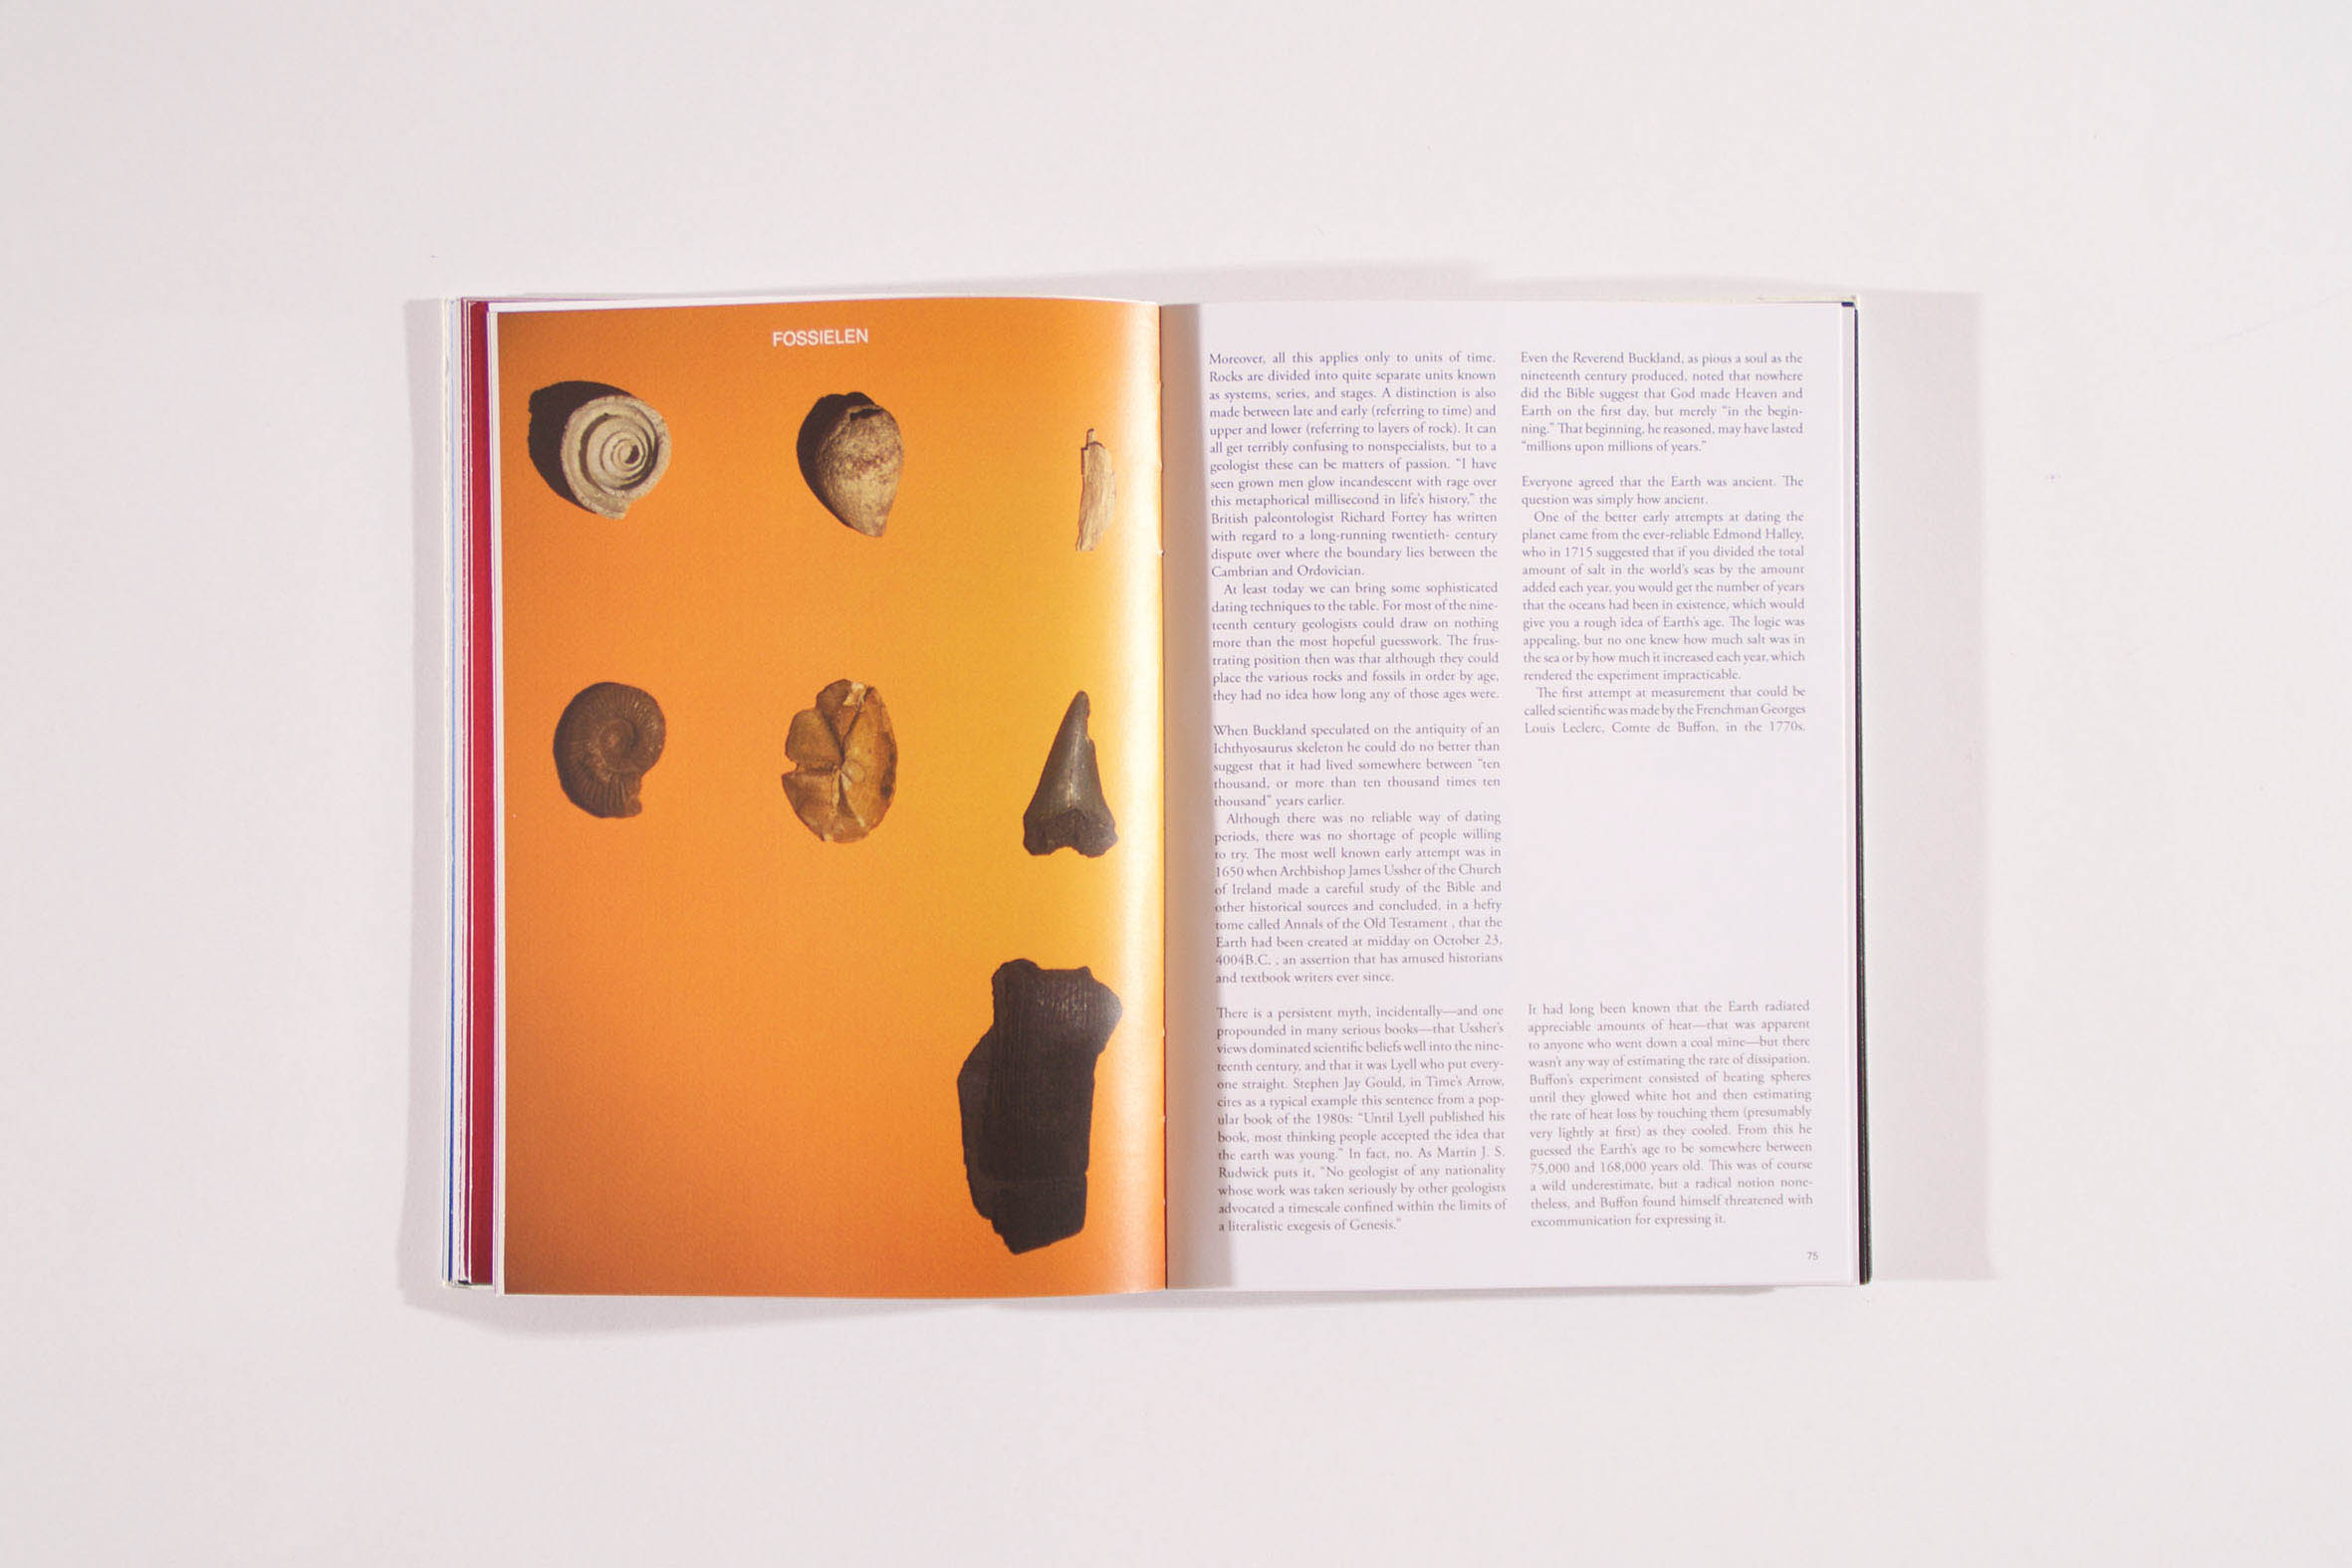 FOSSIELEN
Moreover, all this applies only to units of time.
Rocks are divided into quite separate units known
as systems, series, and stages. A distinction is also
made between late and early (referring to time) and
upper and lower (referring to layers of rock). It can
all get terribly confusing to nonspecialists, but to a
geologist these can be matters of passion. “I have
seen grown men glow incandescent with rage over
this metaphorical millisecond in life’s history,” the
British paleontologist Richard Fortey has written
with regard to a long-running twentieth- century
dispute over where the boundary lies between the
Cambrian and Ordovician.
At least today we can bring some sophisticated
dating techniques to the table. For most of the nine-
teenth century geologists could draw on nothing
more than the most hopeful guesswork. The frus-
trating position then was that although they could
place the various rocks and fossils in order by age,
they had no idea how long any of those ages were.
When Buckland speculated on the antiquity of an
Ichthyosaurus skeleton he could do no better than
suggest that it had lived somewhere between “ten
thousand, or more than ten thousand times ten
thousand” years earlier.
Although there was no reliable way of dating
periods, there was no shortage of people willing
to try. The most well known early attempt was in
1650 when Archbishop James Ussher of the Church
of Ireland made a careful study of the Bible and
other historical sources and concluded, in a hefty
tome called Annals of the Old Testament , that the
Earth had been created at midday on October 23,
4004B.C. , an assertion that has amused historians
and textbook writers ever since.
There is a persistent myth, incidentally—and one
propounded in many serious books—that Ussher’s
views dominated scientific beliefs well into the nine-
teenth century, and that it was Lyell who put every-
one straight. Stephen Jay Gould, in Time’s Arrow,
cites as a typical example this sentence from a pop-
ular book of the 1980s: “Until Lyell published his
book, most thinking people accepted the idea that
the earth was young.” In fact, no. As Martin J. S.
Rudwick puts it, “No geologist of any nationality
whose work was taken seriously by other geologists
advocated a timescale confined within the limits of
a literalistic exegesis of Genesis.”
Even the Reverend Buckland, as pious a soul as the
nineteenth century produced, noted that nowhere
did the Bible suggest that God made Heaven and
Earth on the first day, but merely “in the begin-
ning.” That beginning, he reasoned, may have lasted
“millions upon millions of years.”
Everyone agreed that the Earth was ancient. The
question was simply how ancient.
One of the better early attempts at dating the
planet came from the ever-reliable Edmond Halley,
who in 1715 suggested that if you divided the total
amount of salt in the world’s seas by the amount
added each year, you would get the number of years
that the oceans had been in existence, which would
give you a rough idea of Earth’s age. The logic was
appealing, but no one knew how much salt was in
the sea or by how much it increased each year, which
rendered the experiment impracticable.
The first attempt at measurement that could be
called scientific was made by the Frenchman Georges
Louis Leclerc, Comte de Buffon, in the 1770s.
It had long been known that the Earth radiated
appreciable amounts of heat—that was apparent
to anyone who went down a coal mine—but there
wasn’t any way of estimating the rate of dissipation.
Buffon’s experiment consisted of heating spheres
until they glowed white hot and then estimating
the rate of heat loss by touching them (presumably
very lightly at first) as they cooled. From this he
guessed the Earth’s age to be somewhere between
75,000 and 168,000 years old. This was of course
a wild underestimate, but a radical notion none-
theless, and Buffon found himself threatened with
excommunication for expressing it.
75